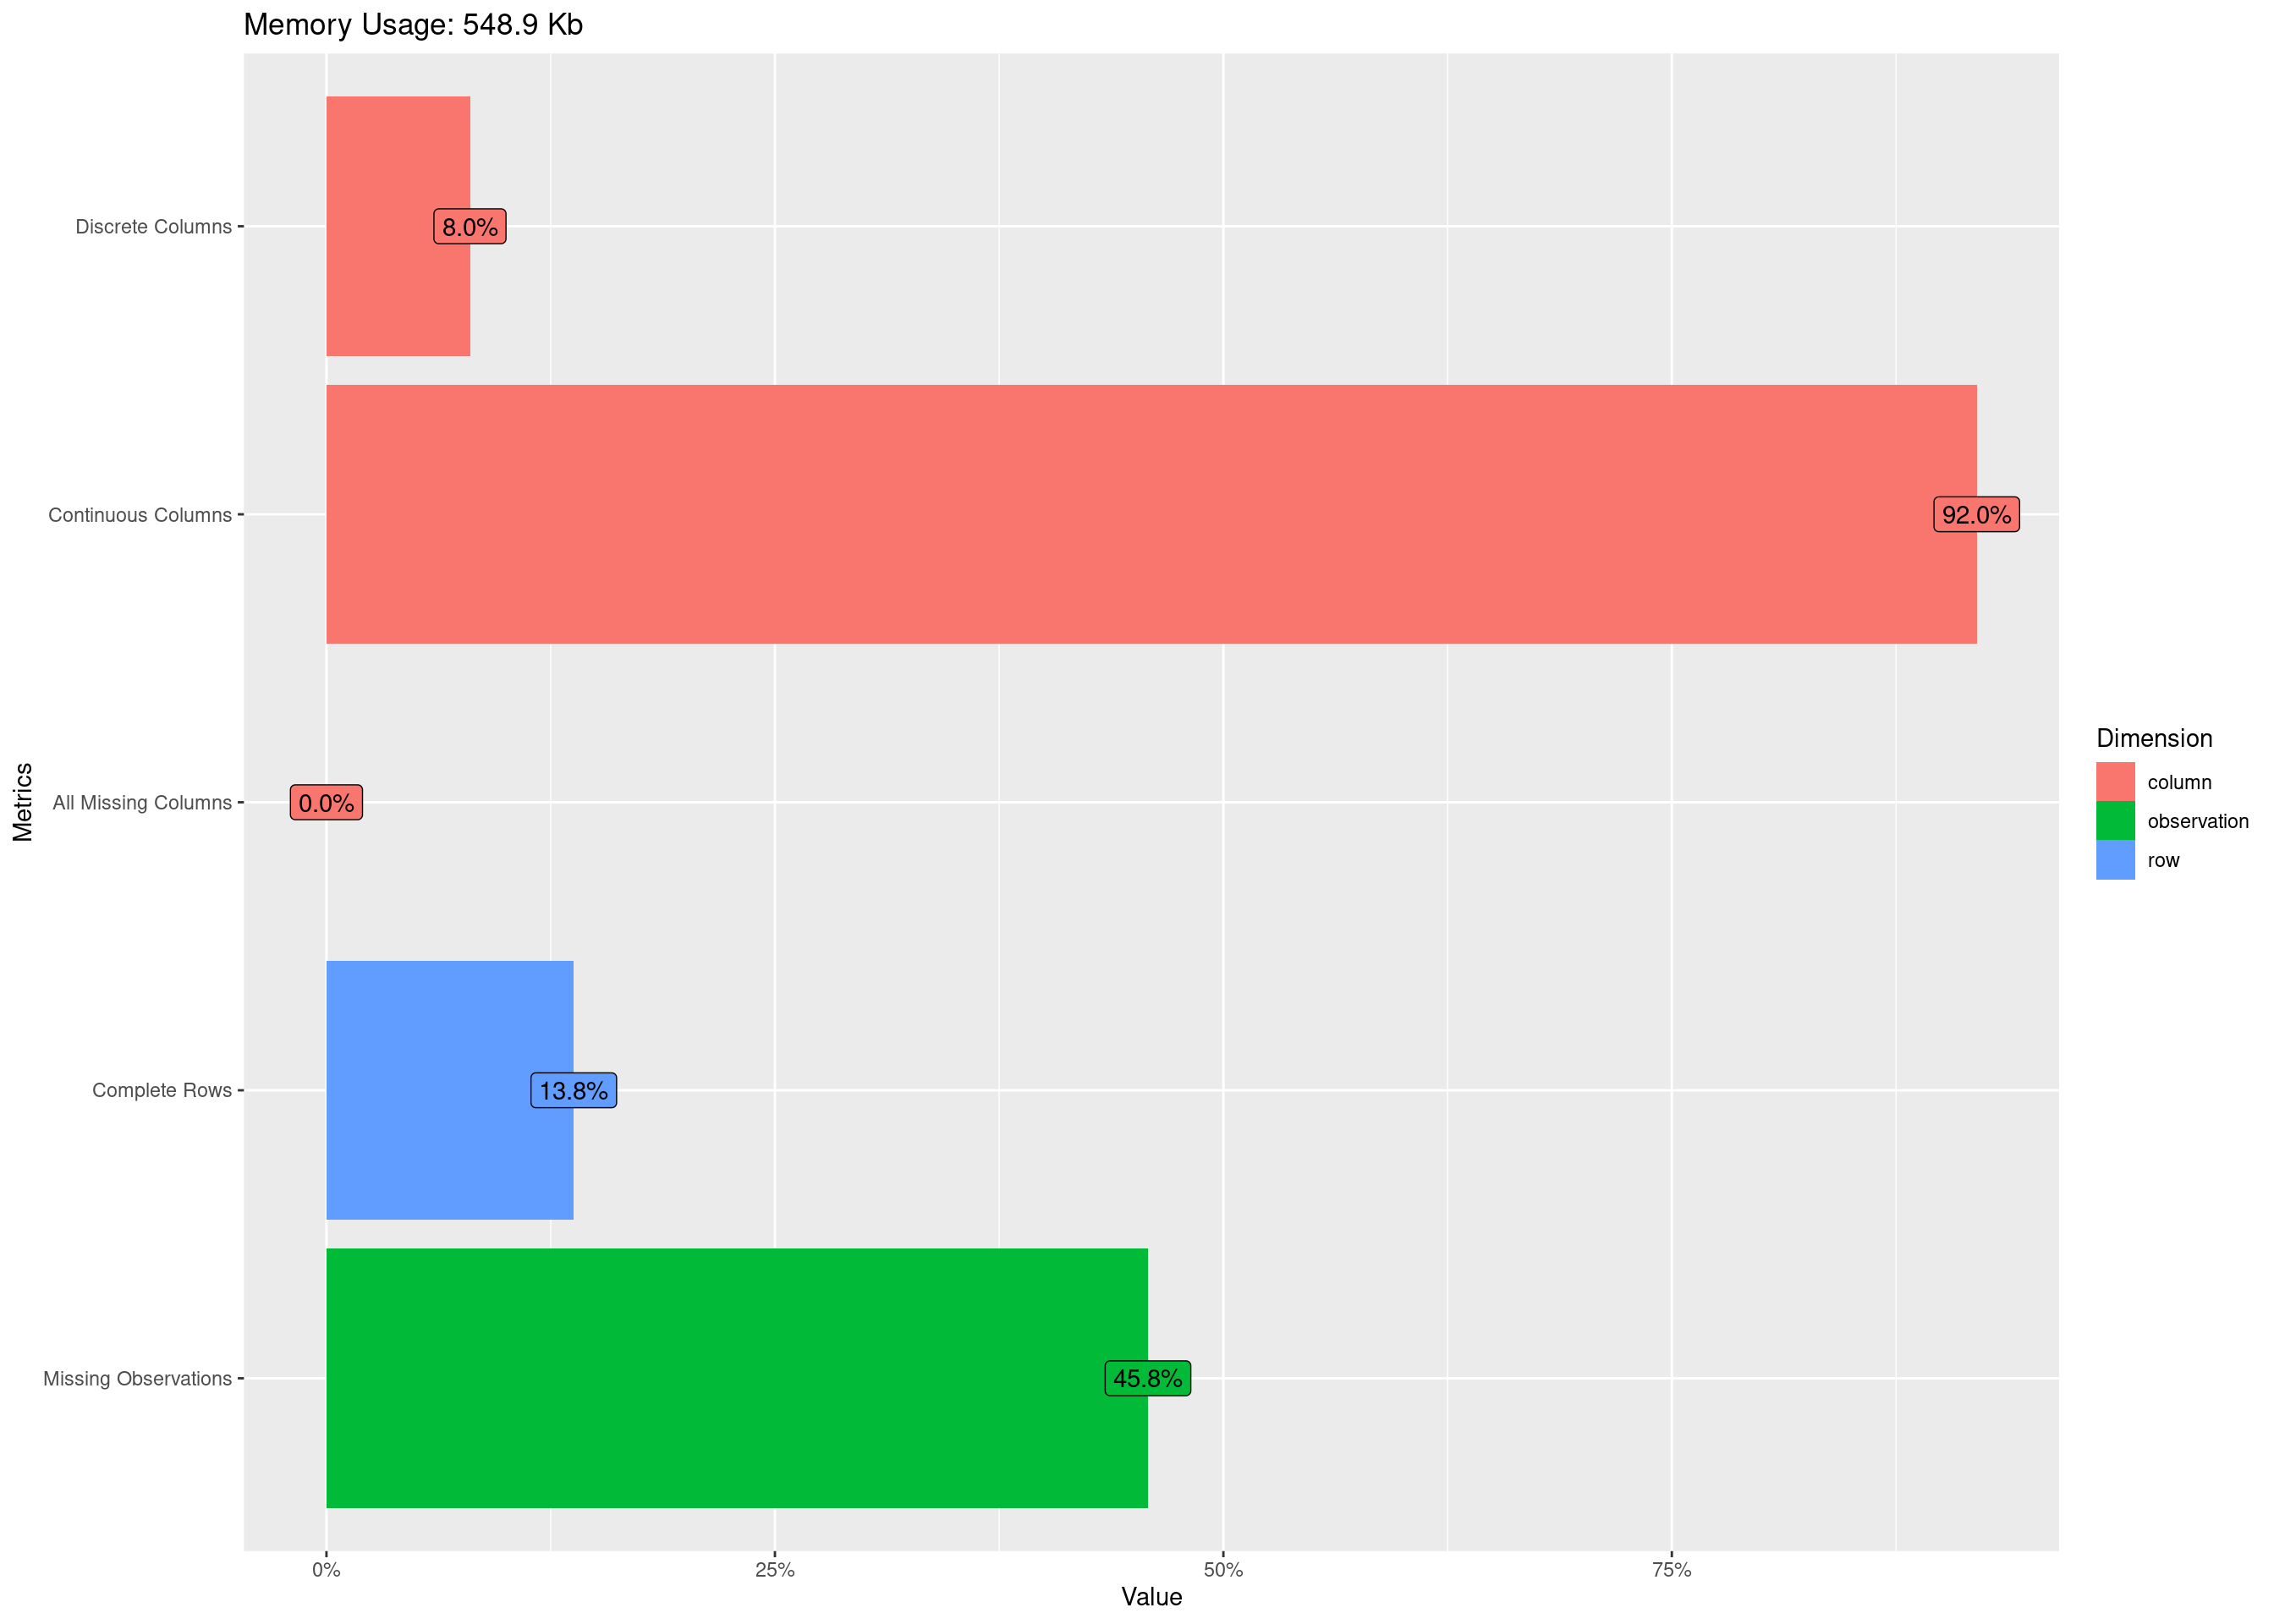 Memory Usage: 548.9 Kb
Metrics
Discrete Columns
8.0%
Continuous Columns
92.0%
All Missing Columns
0.0%
Complete Rows
13.8%
Missing Observations
45.8%
0%
25%
50%
75%
Value
Dimension
column
observation
row